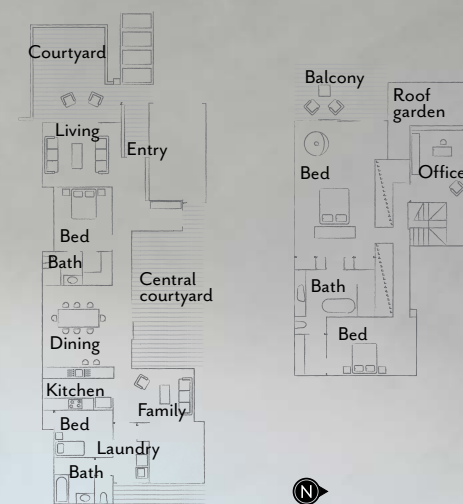 Courtyard
Living
Entry
Bed
Bath
Central
courtyard
Dining
Kitchen
Family
Bed
Laundry
Bath
Balcony
Roof
garden
Bed
Office
Bath
Bed
N